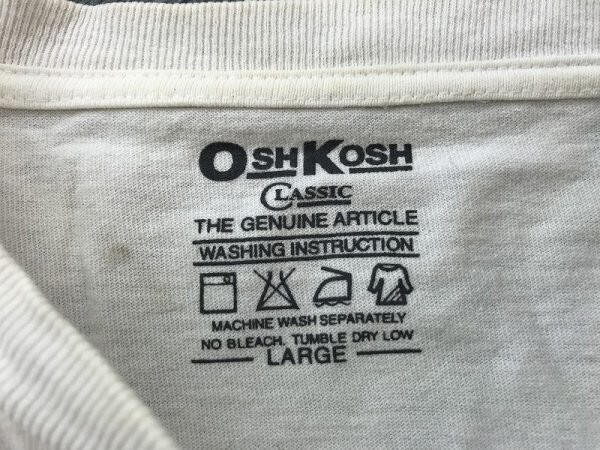 OSHKOSH
CLASSIC
THE GENUINE ARTICLE
WASHING INSTRUCTION
MACHINE WASH SEPARATELY
NO BLEACH. TUMBLE DRY LOW
LARGE